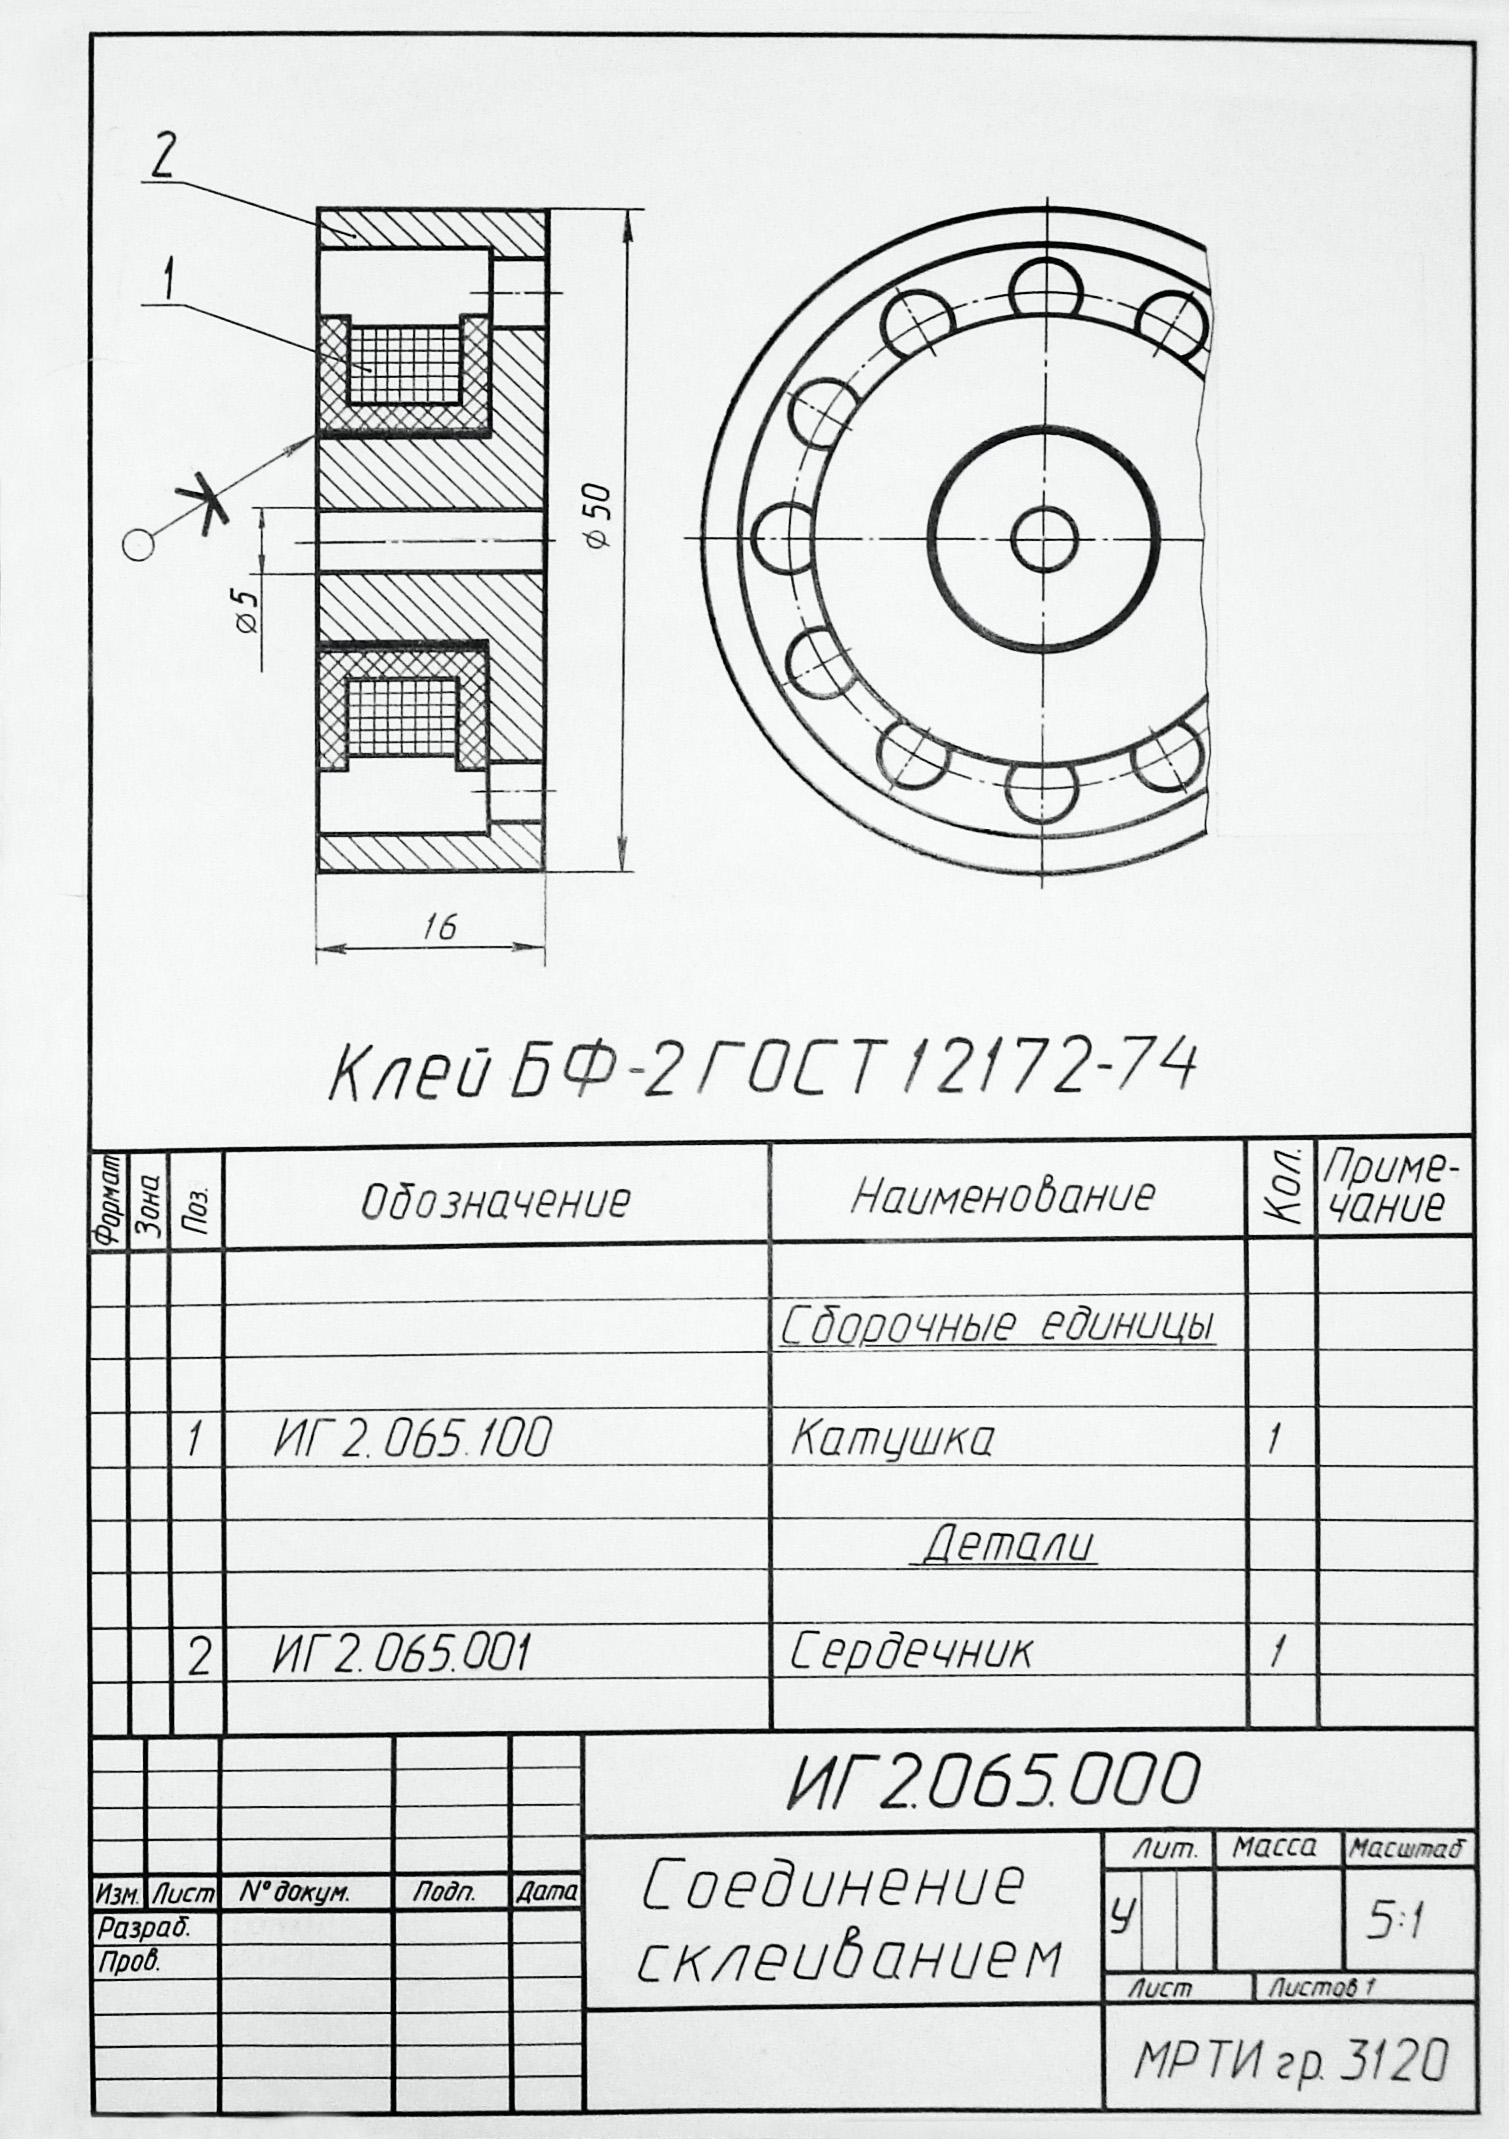 2
1
⌀50
⌀5
16
Клей БФ-2 ГОСТ 12172-74
Формат
Зона
Поз.
Обозначение
Наименование
Кол.
Приме-
чание
Сборочные единицы
1 ИГ 2.065.100 Катушка 1
Детали
2 ИГ 2.065.001 Сердечник 1
ИГ 2.065.000
Соединение
склеиванием
Лит. Масса Масштаб
У 5:1
Лист Листов 1
МРТИ гр. 3120
Изм. Лист № докум. Подп. Дата
Разраб.
Пров.